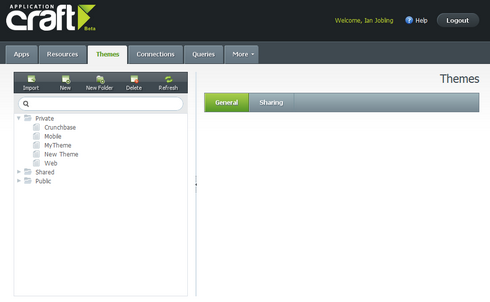 APPLICATION
craft
Beta
Welcome, Ian Jobling
? Help
Logout
Apps
Resources
Themes
Connections
Queries
More
Import
New
New Folder
Delete
Refresh
Themes
General
Sharing
Private
Crunchbase
Mobile
MyTheme
New Theme
Web
Shared
Public